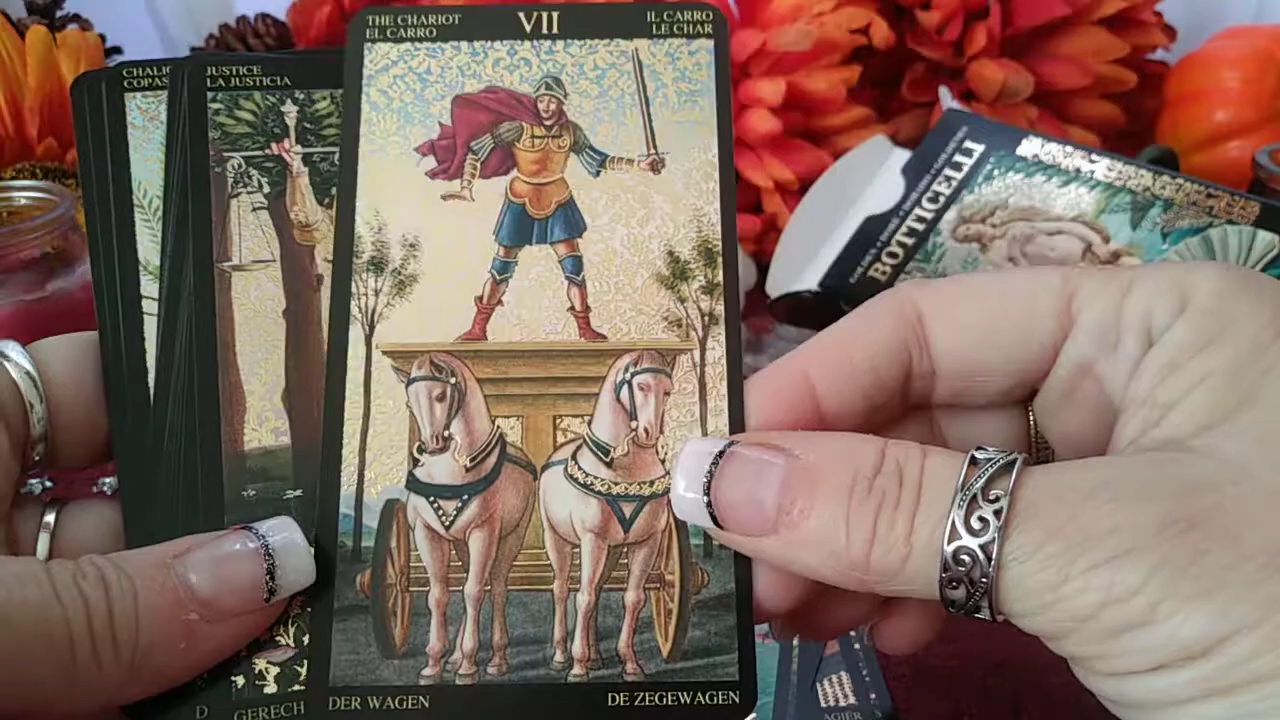 THE CHARIOT
EL CARRO
VII
IL CARRO
LE CHAR
DER WAGEN
DE ZEGEWAGEN
JUSTICE
LA JUSTICIA
GERECH
CHALIC
COPAS
D
BOTTICELLI
AGIER S